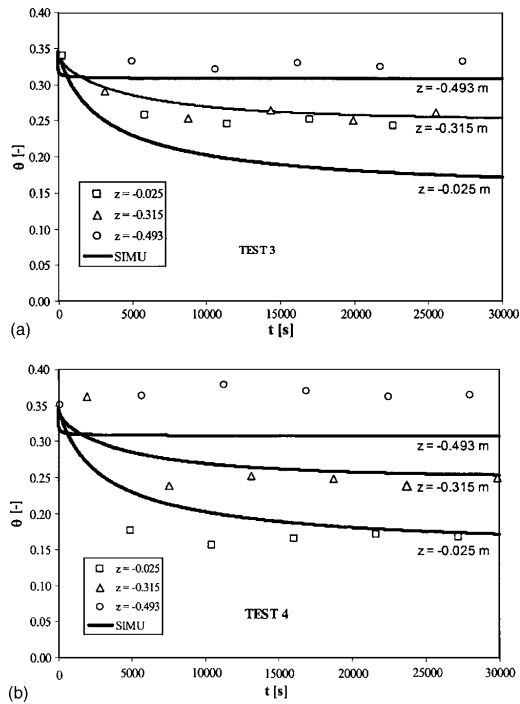 0.40
0.35
0.30
0.25
0.20
0.15
0.10
0.05
0.00
θ [-]
z = -0.493 m
z = -0.315 m
z = -0.025 m
z = -0.025
z = -0.315
z = -0.493
SIMU
TEST 3
0 5000 10000 15000 20000 25000 30000
t [s]
(a)
0.40
0.35
0.30
0.25
0.20
0.15
0.10
0.05
0.00
θ [-]
z = -0.493 m
z = -0.315 m
z = -0.025 m
z = -0.025
z = -0.315
z = -0.493
SIMU
TEST 4
0 5000 10000 15000 20000 25000 30000
t [s]
(b)